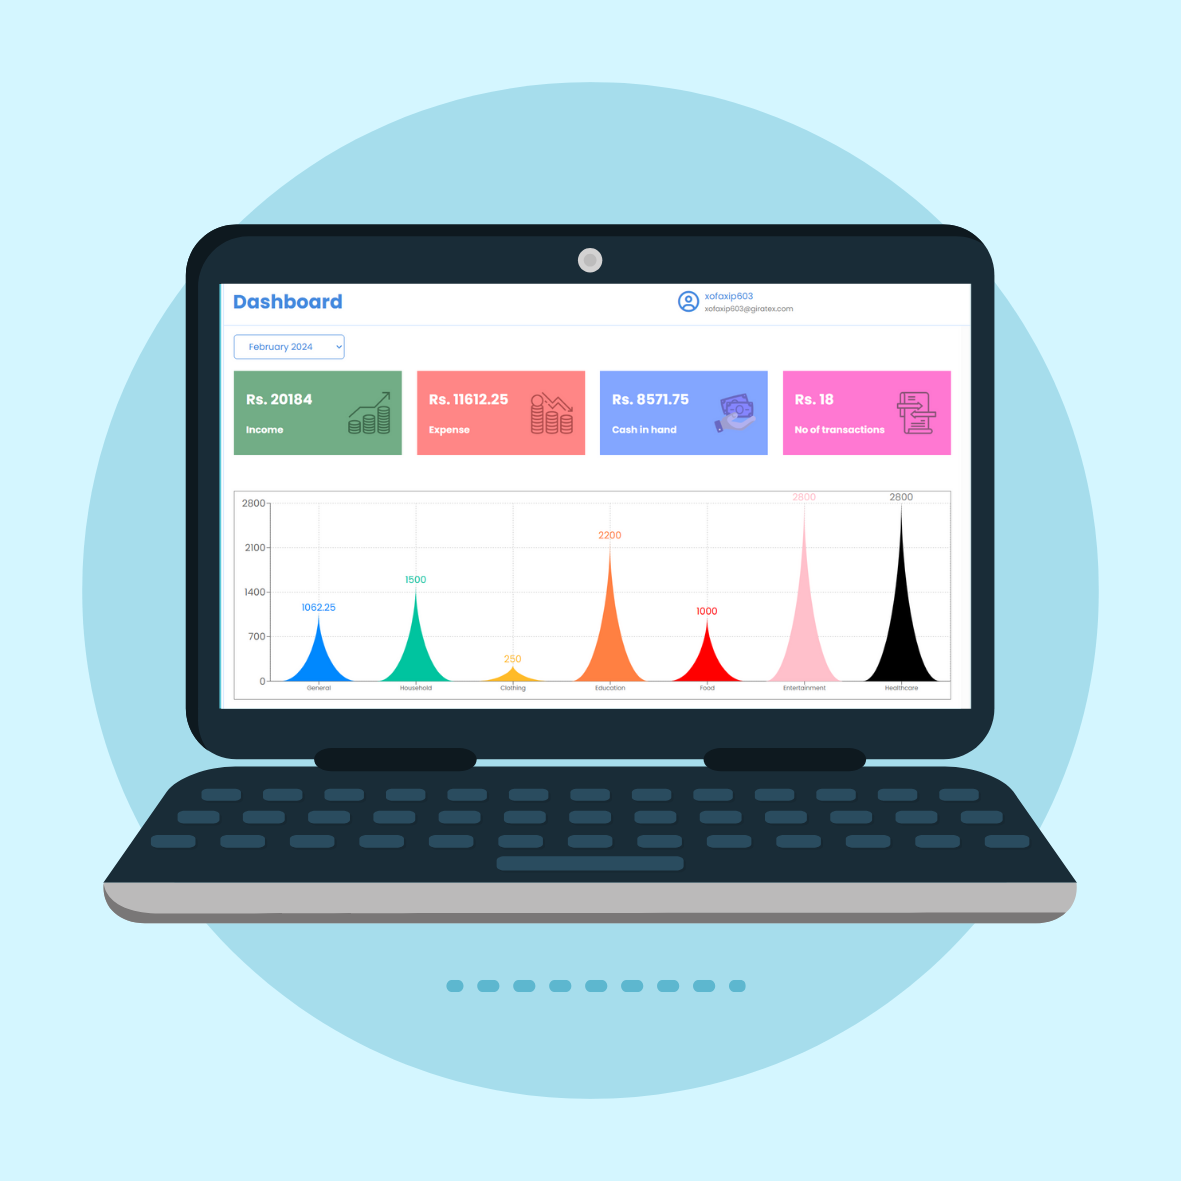 Dashboard
xofaxip603
xofaxip603@giratex.com
February 2024
Rs. 20184
Income
Rs. 11612.25
Expense
Rs. 8571.75
Cash in hand
Rs. 18
No of transactions
2800
2100
1400
700
0
1062.25
1500
250
2200
1000
2800
2800
General
Household
Clothing
Education
Food
Entertainment
Healthcare